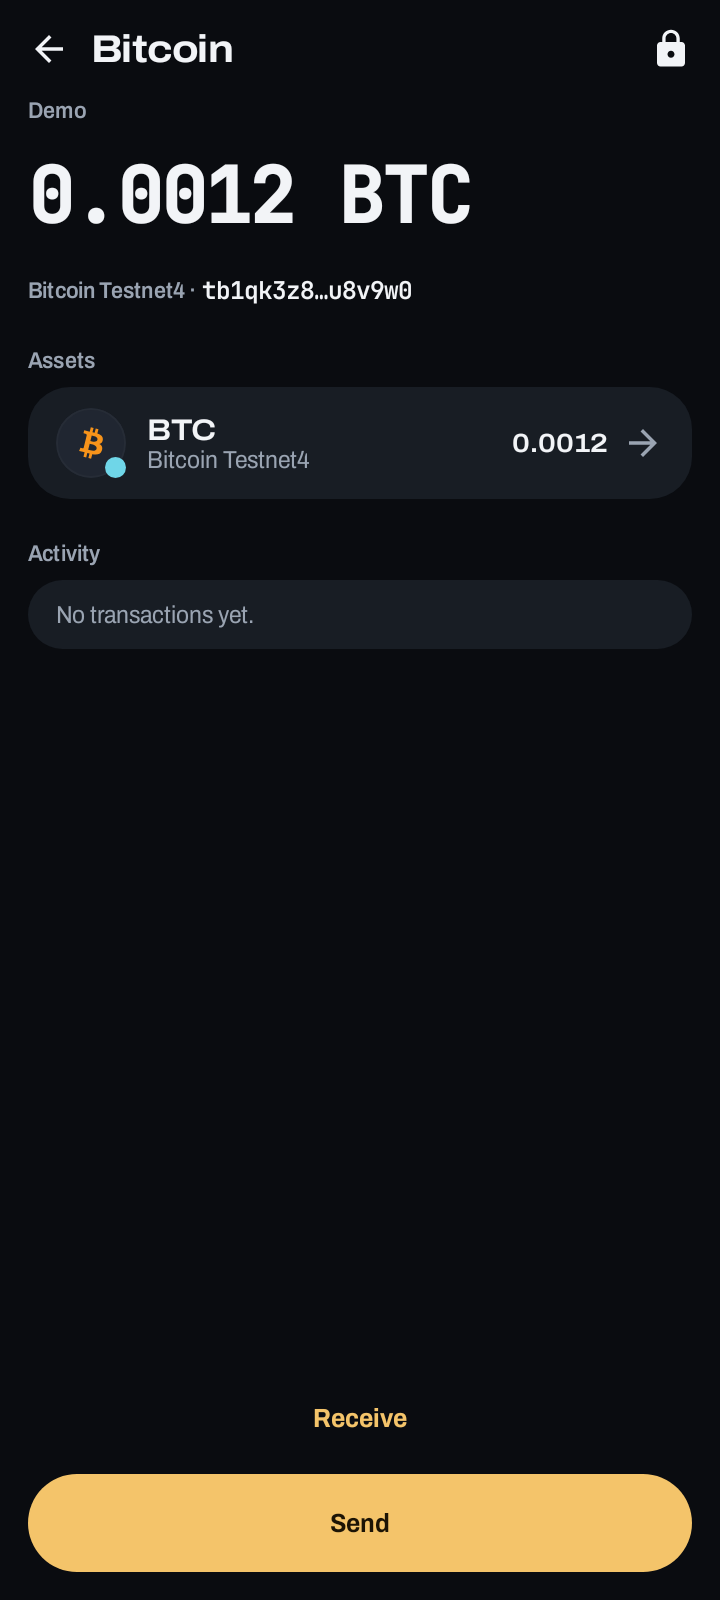 Bitcoin
Demo
0.0012 BTC
Bitcoin Testnet4 · tb1qk3z8…u8v9w0
Assets
BTC
Bitcoin Testnet4
0.0012
Activity
No transactions yet.
Receive
Send